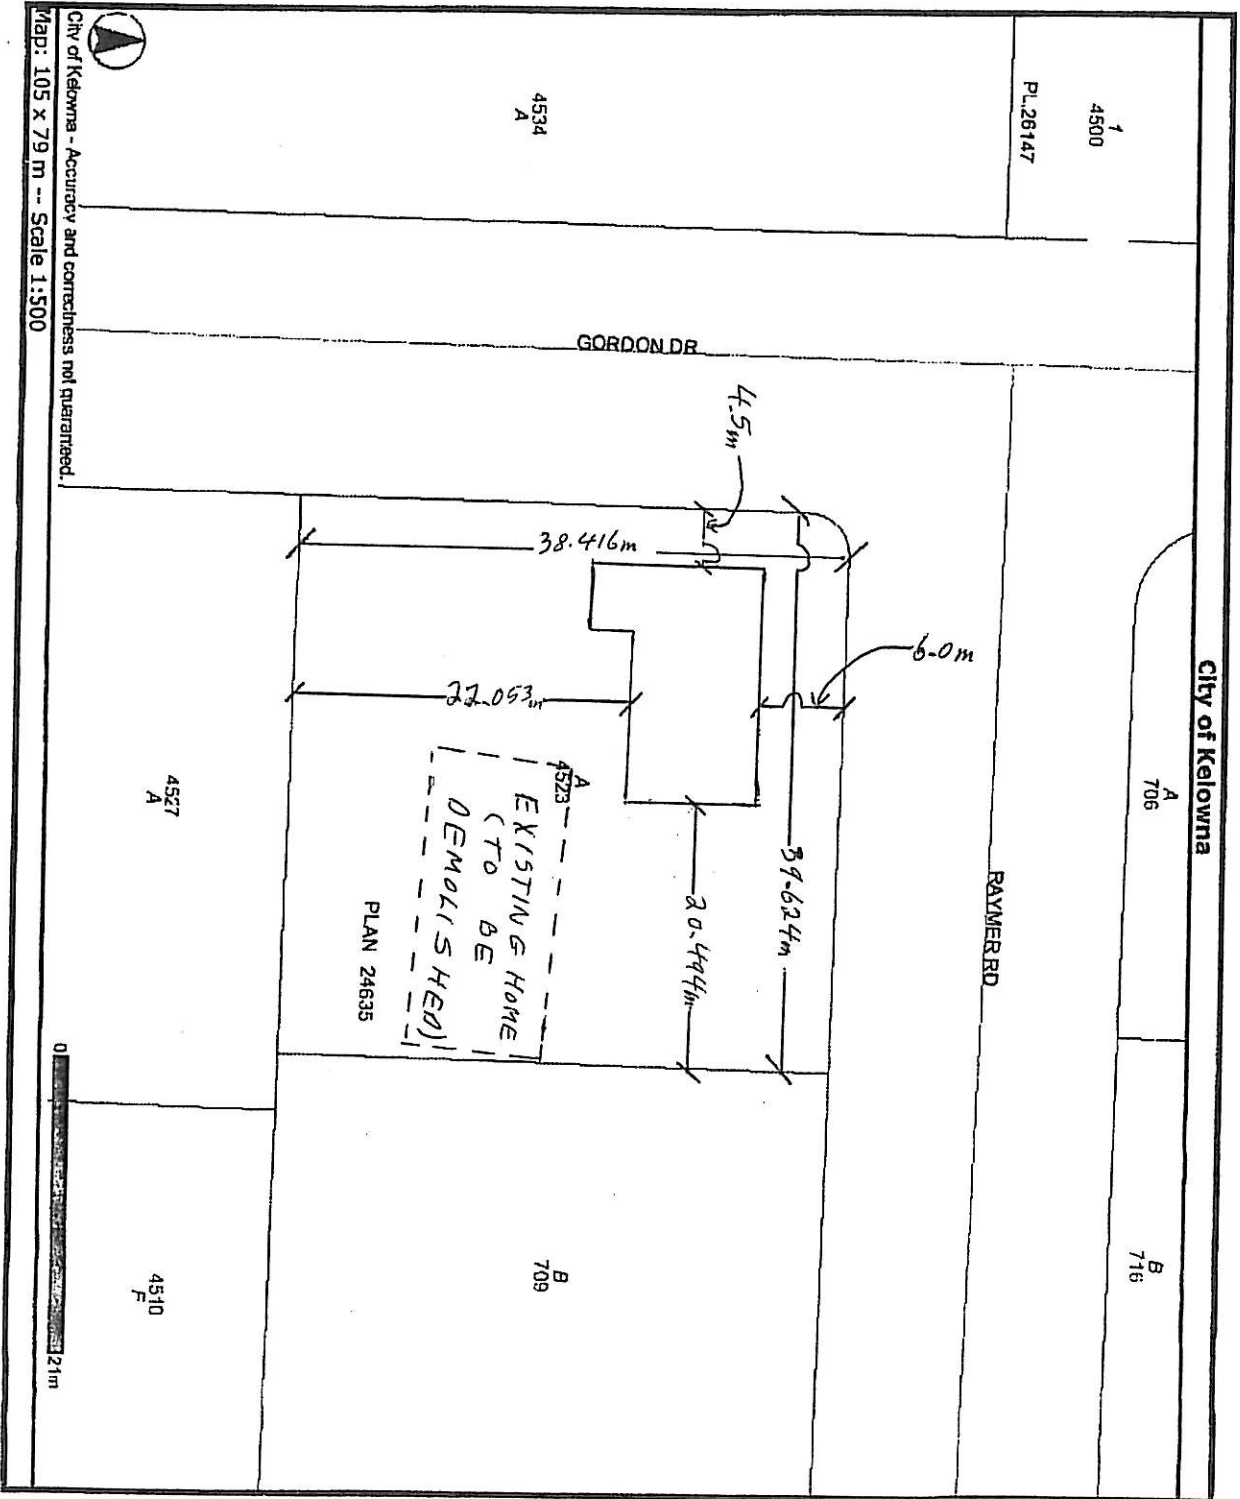 City of Kelowna
1
4500
PL.26147
4534
A
GORDON DR
RAYMER RD
A
706
B
716
4.5m
6.0m
38.416m
39.624m
22.053m
20.494m
A
4523
EXISTING HOME
(TO BE
DEMOLISHED)
PLAN 24635
4527
A
B
709
4510
F
0
21m
City of Kelowna - Accuracy and correctness not guaranteed.
Map: 105 x 79 m -- Scale 1:500